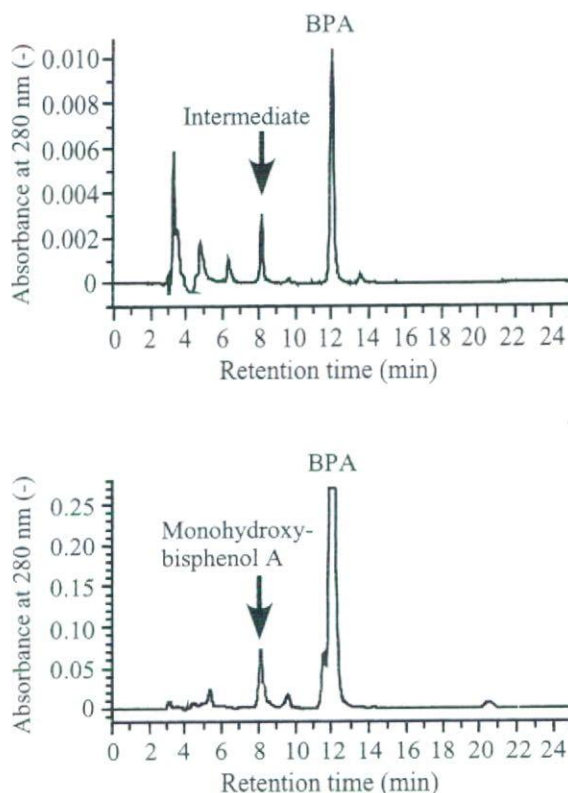 BPA
0.010
0.008
Intermediate
0.006
0.004
0.002
0
Absorbance at 280 nm (-)
0 2 4 6 8 10 12 14 16 18 20 22 24
Retention time (min)
BPA
0.25
0.20
Monohydroxy-
bisphenol A
0.15
0.10
0.05
0
Absorbance at 280 nm (-)
0 2 4 6 8 10 12 14 16 18 20 22 24
Retention time (min)